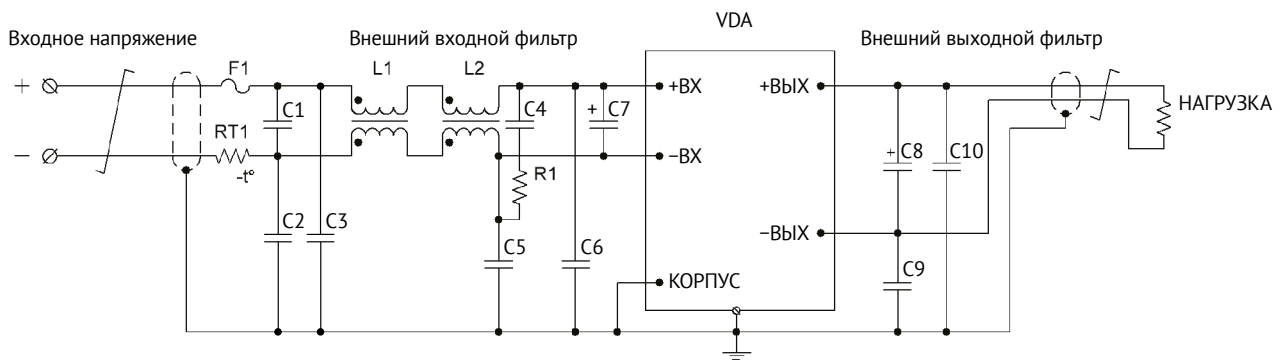 VDA
Входное напряжение
Внешний входной фильтр
Внешний выходной фильтр
F1
L1
L2
+
+ВХ
+ВЫХ
C1
C4
+ C7
НАГРУЗКА
RT1
−
−ВХ
-t°
R1
+ C8
C10
C2
C3
−ВЫХ
C5
C6
C9
КОРПУС